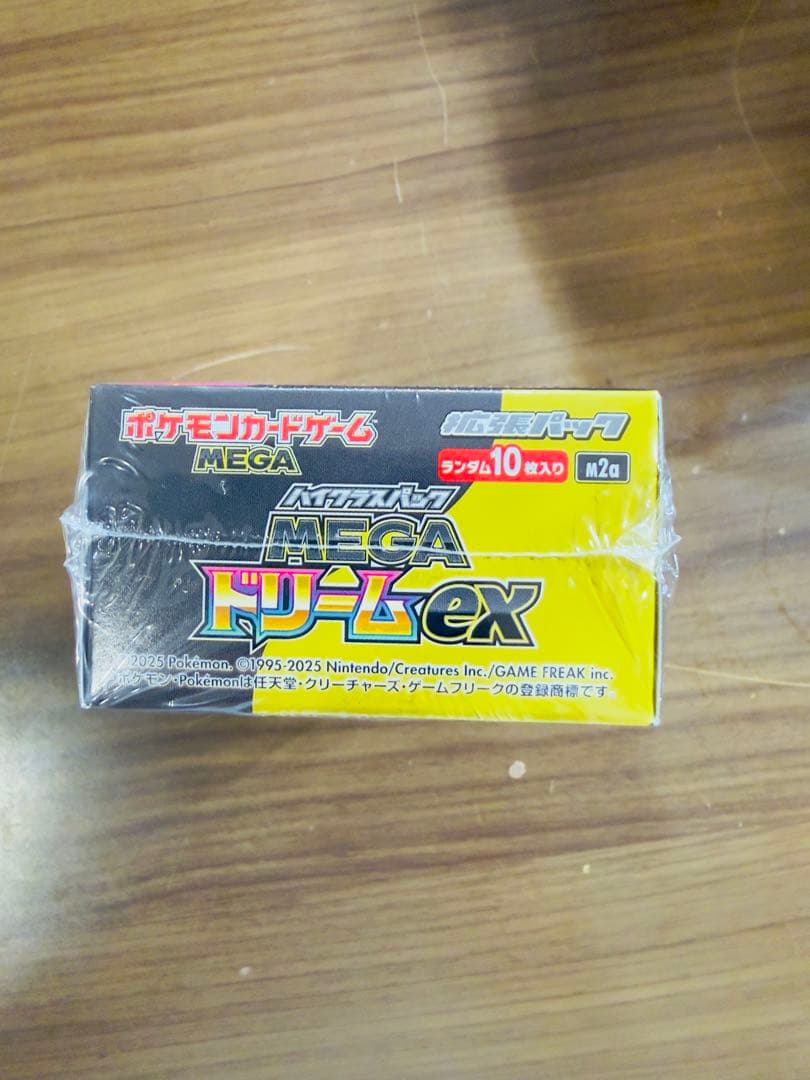 ポケモンカードゲーム 拡張パック
MEGA ランダム10枚入り M2a
ハイクラスパック
MEGA
ドリームex
©2025 Pokémon. ©1995-2025 Nintendo/Creatures Inc./GAME FREAK inc.
ポケモン・Pokémonは任天堂・クリーチャーズ・ゲームフリークの登録商標です。